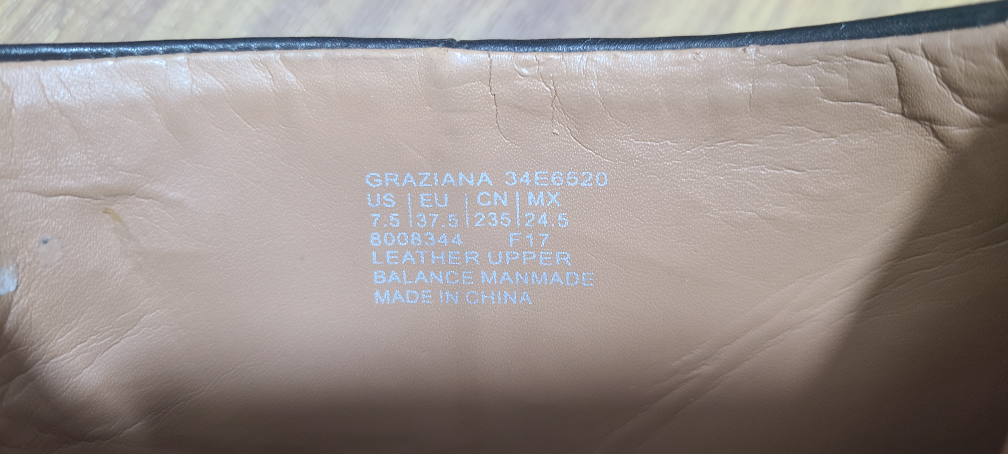 GRAZIANA 34E6520
US | EU | CN | MX
7.5 | 37.5 | 235 | 24.5
8008344 F17
LEATHER UPPER
BALANCE MANMADE
MADE IN CHINA